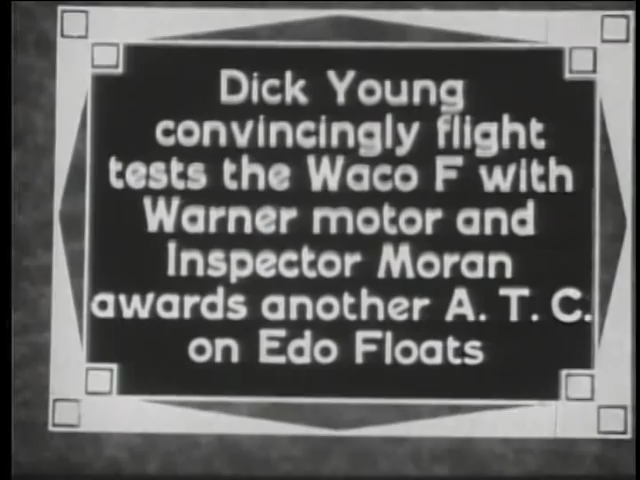 Dick Young
convincingly flight
tests the Waco F with
Warner motor and
Inspector Moran
awards another A. T. C.
on Edo Floats